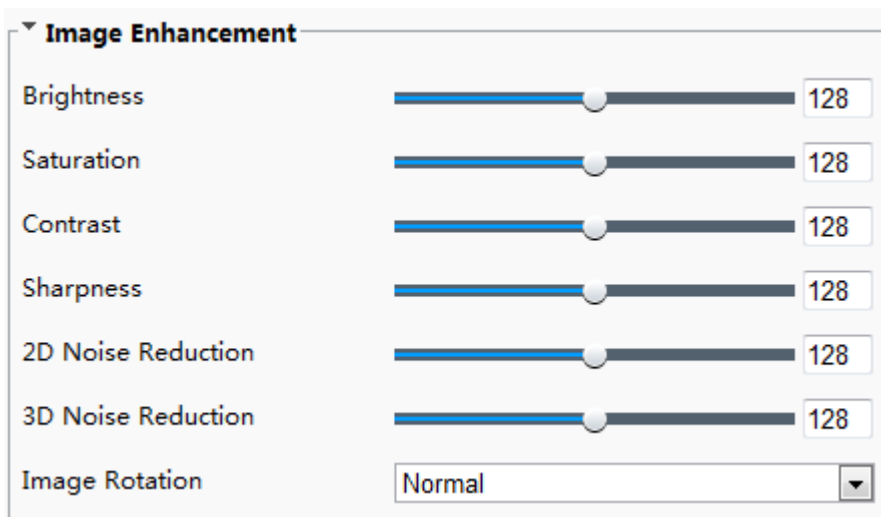 Image Enhancement
Brightness 128
Saturation 128
Contrast 128
Sharpness 128
2D Noise Reduction 128
3D Noise Reduction 128
Image Rotation Normal